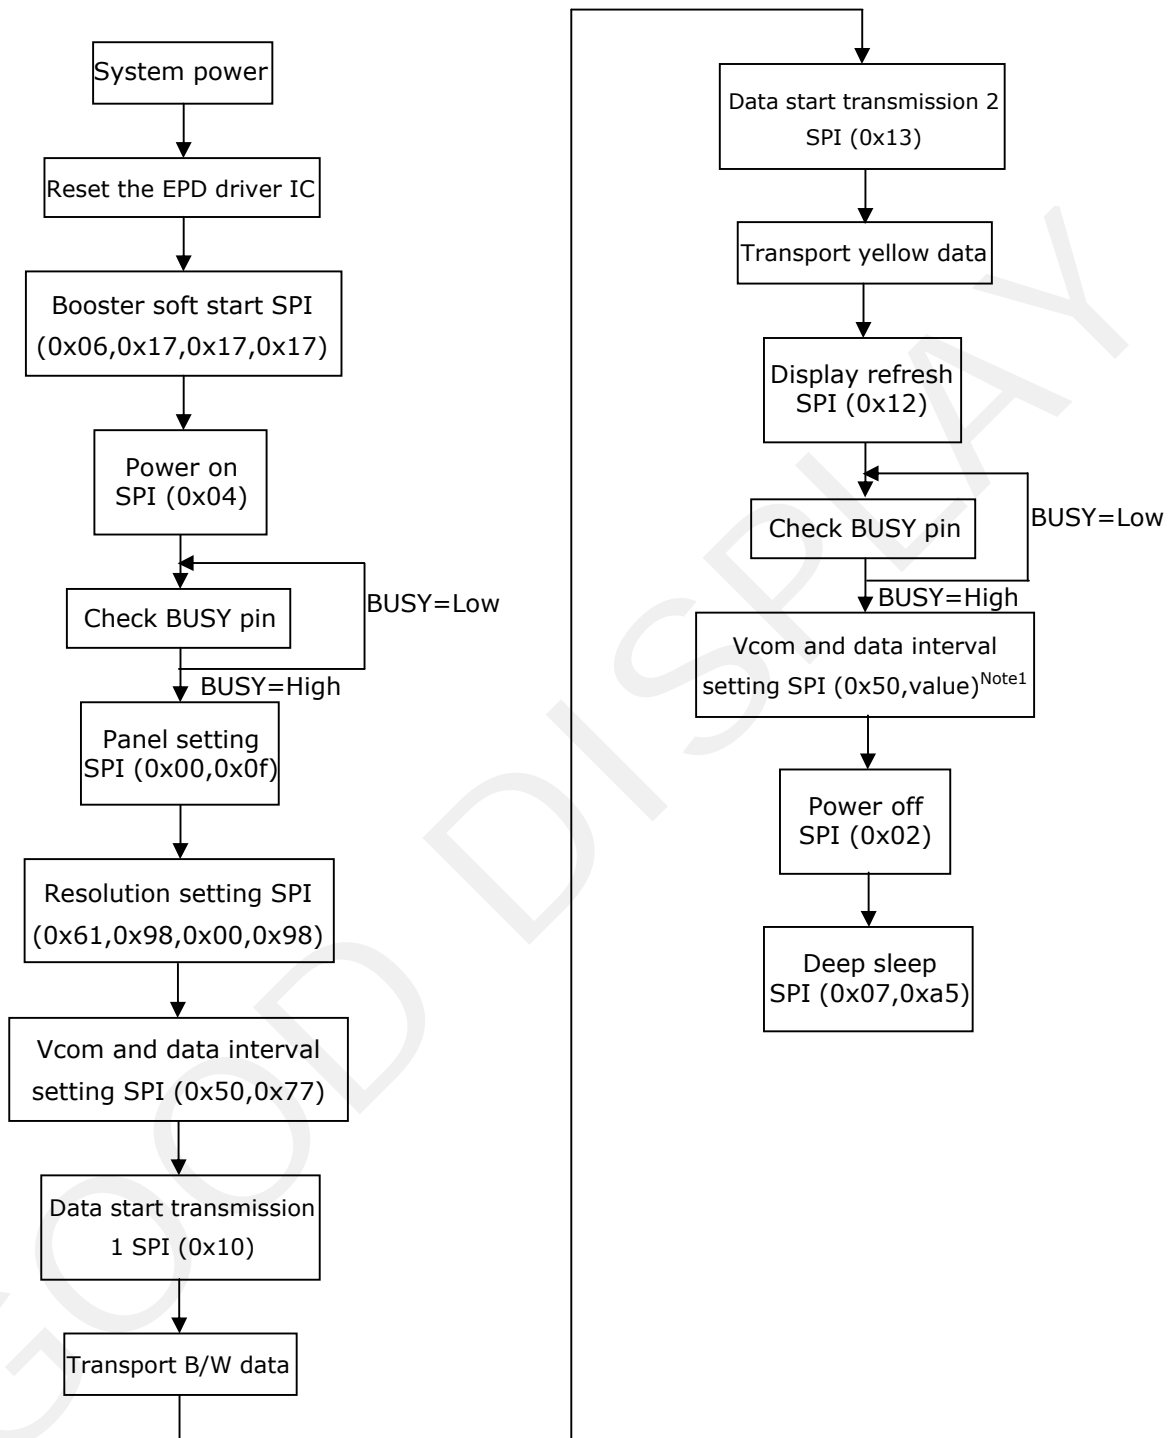 System power
Reset the EPD driver IC
Booster soft start SPI
(0x06,0x17,0x17,0x17)
Power on
SPI (0x04)
Check BUSY pin
BUSY=Low
BUSY=High
Panel setting
SPI (0x00,0x0f)
Resolution setting SPI
(0x61,0x98,0x00,0x98)
Vcom and data interval
setting SPI (0x50,0x77)
Data start transmission
1 SPI (0x10)
Transport B/W data
Data start transmission 2
SPI (0x13)
Transport yellow data
Display refresh
SPI (0x12)
Check BUSY pin
BUSY=Low
BUSY=High
Vcom and data interval
setting SPI (0x50,value)Note1
Power off
SPI (0x02)
Deep sleep
SPI (0x07,0xa5)
GOOD DISPLAY